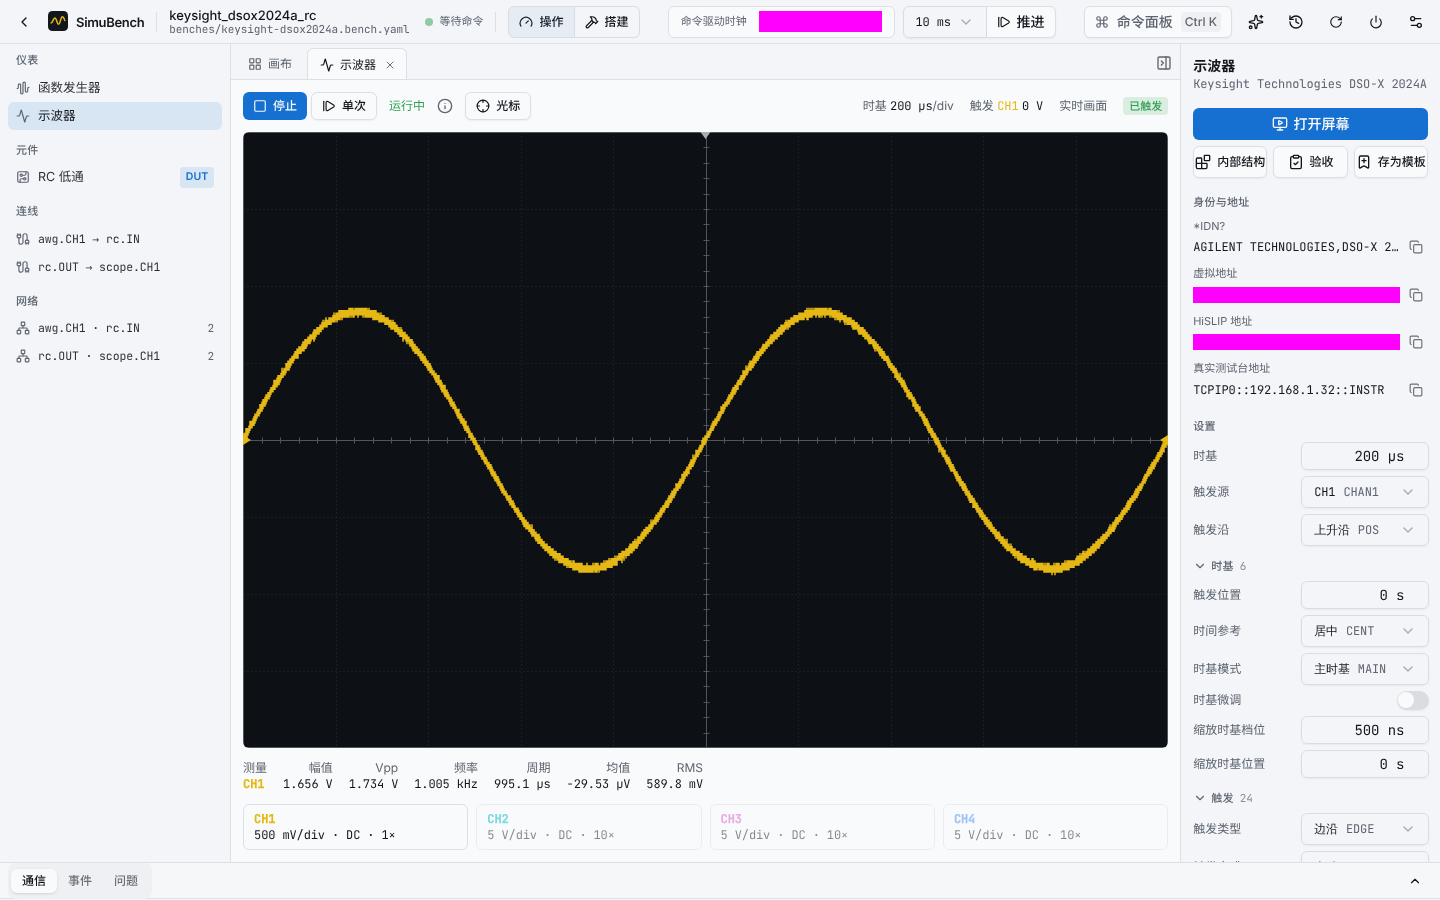 SimuBench
keysight_dsox2024a_rc
benches/keysight-dsox2024a.bench.yaml
等待命令
操作
搭建
命令驱动时钟
10 ms
推进
命令面板 Ctrl K
仪表
函数发生器
示波器
元件
RC 低通 DUT
连线
awg.CH1 → rc.IN
rc.OUT → scope.CH1
网络
awg.CH1 · rc.IN 2
rc.OUT · scope.CH1 2
画布
示波器
停止
单次
运行中
光标
时基 200 µs/div
触发 CH1 0 V
实时画面
已触发
测量 幅值 Vpp 频率 周期 均值 RMS
CH1 1.656 V 1.734 V 1.005 kHz 995.1 µs -29.53 µV 589.8 mV
CH1
500 mV/div · DC · 1×
CH2
5 V/div · DC · 10×
CH3
5 V/div · DC · 10×
CH4
5 V/div · DC · 10×
示波器
Keysight Technologies DSO-X 2024A
打开屏幕
内部结构
验收
存为模板
身份与地址
*IDN?
AGILENT TECHNOLOGIES,DSO-X 2…
虚拟地址
HiSLIP 地址
真实测试台地址
TCPIP0::192.168.1.32::INSTR
设置
时基 200 µs
触发源 CH1 CHAN1
触发沿 上升沿 POS
时基 6
触发位置 0 s
时间参考 居中 CENT
时基模式 主时基 MAIN
时基微调
缩放时基档位 500 ns
缩放时基位置 0 s
触发 24
触发类型 边沿 EDGE
通信
事件
问题